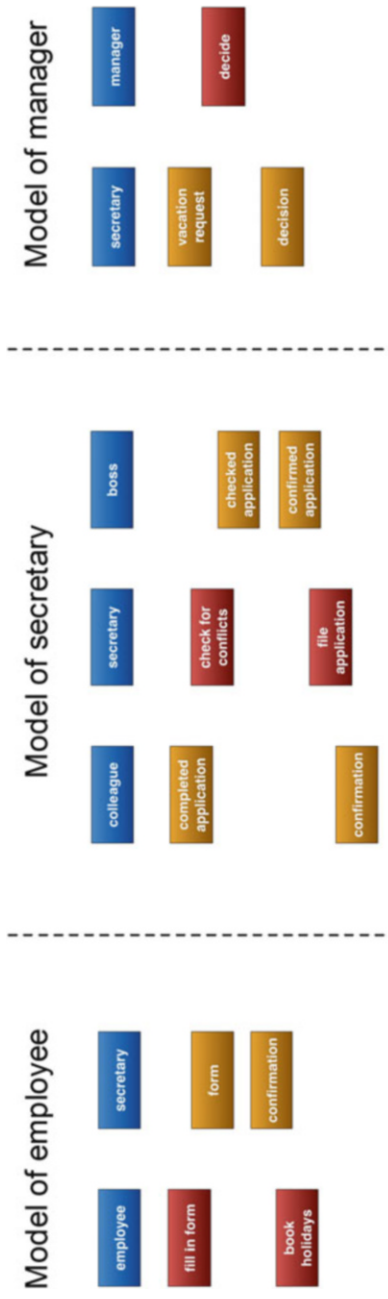 Model of employee
employee
secretary
fill in form
form
confirmation
book
holidays
Model of secretary
colleague
secretary
boss
completed
application
check for
conflicts
checked
application
confirmed
application
file
application
confirmation
Model of manager
secretary
manager
vacation
request
decide
decision